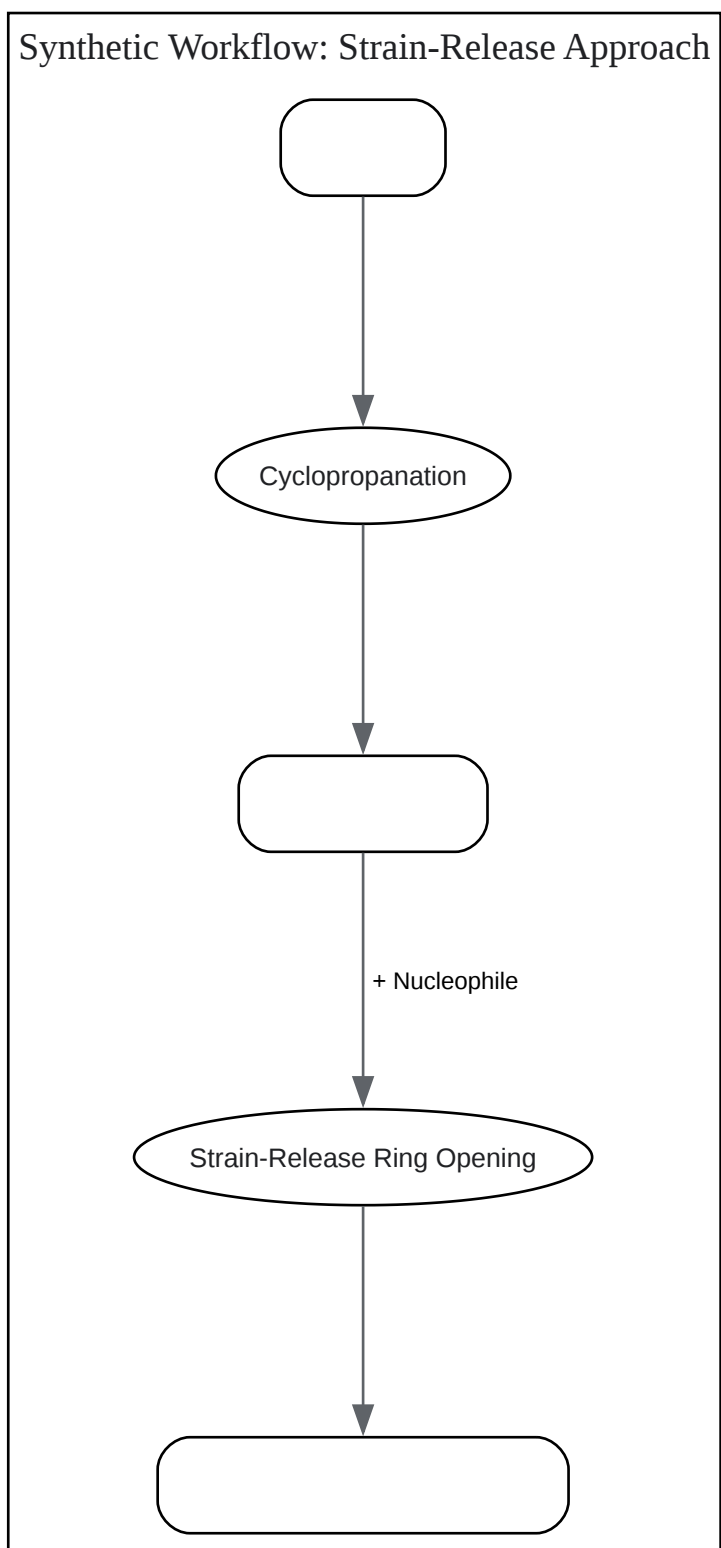 Synthetic Workflow: Strain-Release Approach
Cyclopropanation
+ Nucleophile
Strain-Release Ring Opening